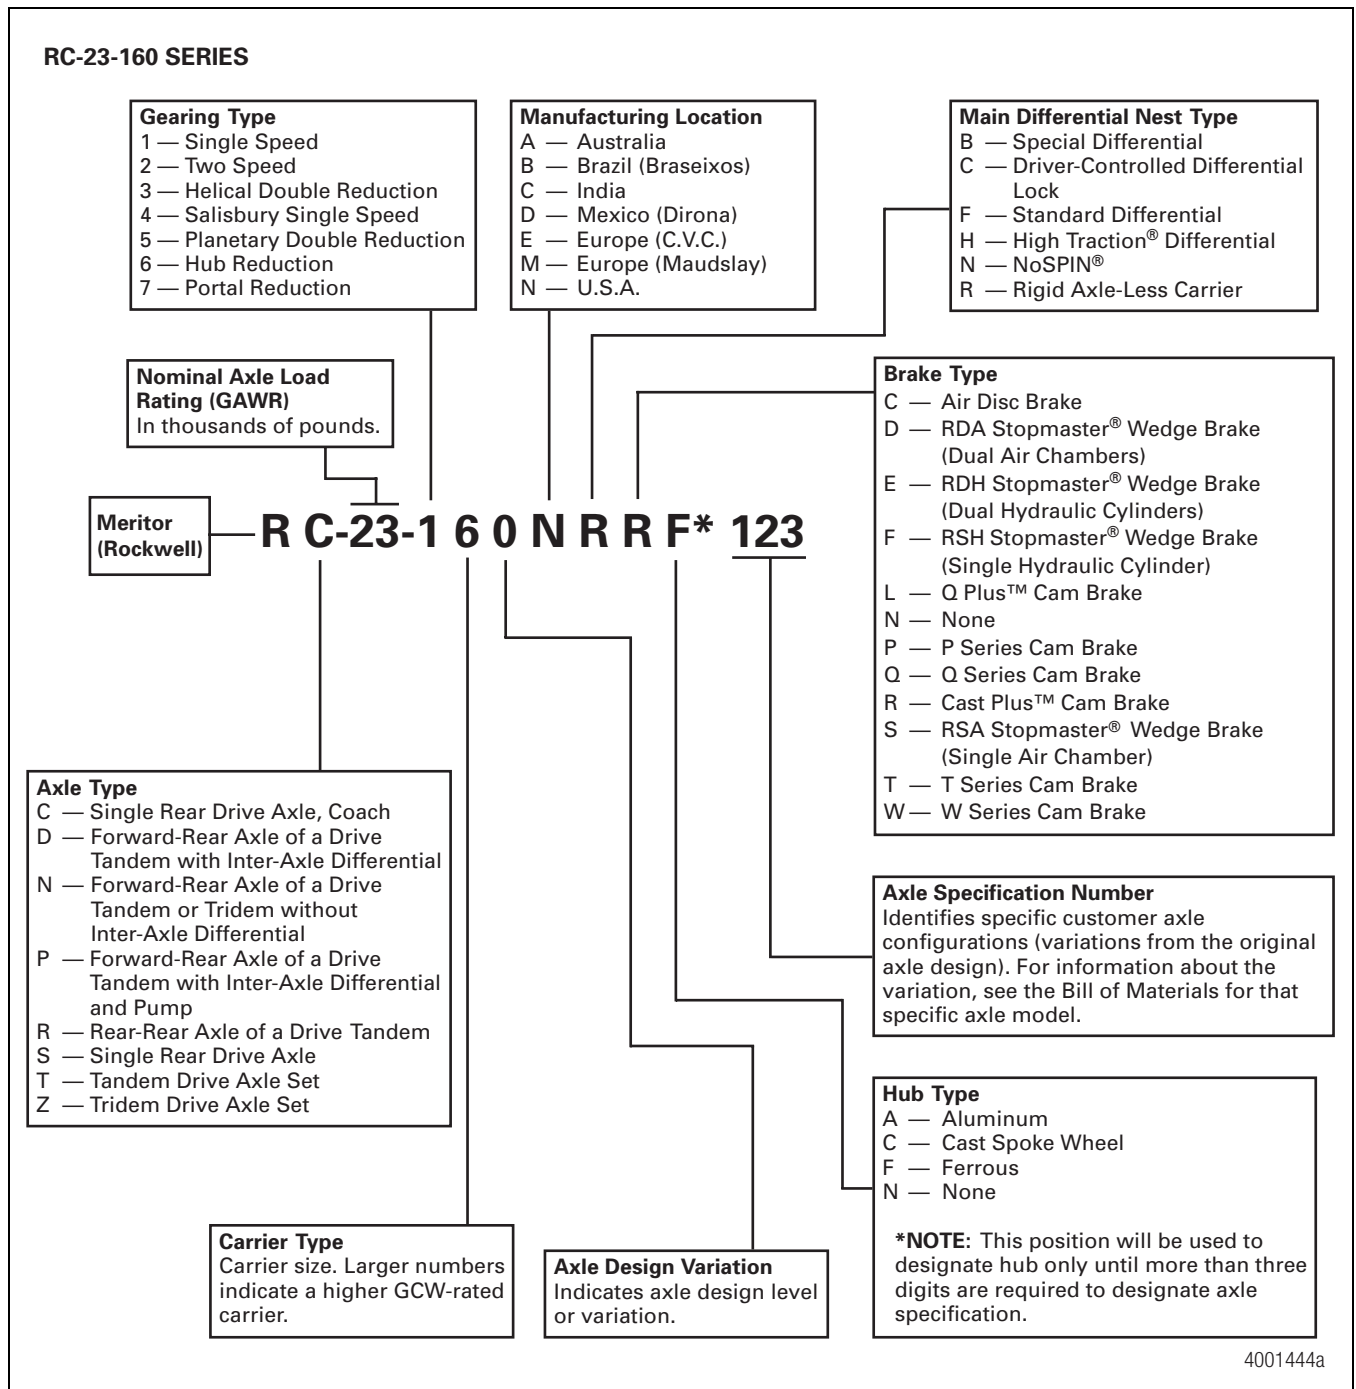 RC-23-160 SERIES
Gearing Type
1 — Single Speed
2 — Two Speed
3 — Helical Double Reduction
4 — Salisbury Single Speed
5 — Planetary Double Reduction
6 — Hub Reduction
7 — Portal Reduction
Manufacturing Location
A — Australia
B — Brazil (Braseixos)
C — India
D — Mexico (Dirona)
E — Europe (C.V.C.)
M — Europe (Maudslay)
N — U.S.A.
Main Differential Nest Type
B — Special Differential
C — Driver-Controlled Differential
Lock
F — Standard Differential
H — High Traction® Differential
N — NoSPIN®
R — Rigid Axle-Less Carrier
Nominal Axle Load
Rating (GAWR)
In thousands of pounds.
Meritor
(Rockwell)
R C-23-1 6 0 N R R F* 123
Brake Type
C — Air Disc Brake
D — RDA Stopmaster® Wedge Brake
(Dual Air Chambers)
E — RDH Stopmaster® Wedge Brake
(Dual Hydraulic Cylinders)
F — RSH Stopmaster® Wedge Brake
(Single Hydraulic Cylinder)
L — Q Plus™ Cam Brake
N — None
P — P Series Cam Brake
Q — Q Series Cam Brake
R — Cast Plus™ Cam Brake
S — RSA Stopmaster® Wedge Brake
(Single Air Chamber)
T — T Series Cam Brake
W — W Series Cam Brake
Axle Type
C — Single Rear Drive Axle, Coach
D — Forward-Rear Axle of a Drive
Tandem with Inter-Axle Differential
N — Forward-Rear Axle of a Drive
Tandem or Tridem without
Inter-Axle Differential
P — Forward-Rear Axle of a Drive
Tandem with Inter-Axle Differential
and Pump
R — Rear-Rear Axle of a Drive Tandem
S — Single Rear Drive Axle
T — Tandem Drive Axle Set
Z — Tridem Drive Axle Set
Axle Specification Number
Identifies specific customer axle
configurations (variations from the original
axle design). For information about the
variation, see the Bill of Materials for that
specific axle model.
Hub Type
A — Aluminum
C — Cast Spoke Wheel
F — Ferrous
N — None
*NOTE: This position will be used to
designate hub only until more than three
digits are required to designate axle
specification.
Carrier Type
Carrier size. Larger numbers
indicate a higher GCW-rated
carrier.
Axle Design Variation
Indicates axle design level
or variation.
4001444a